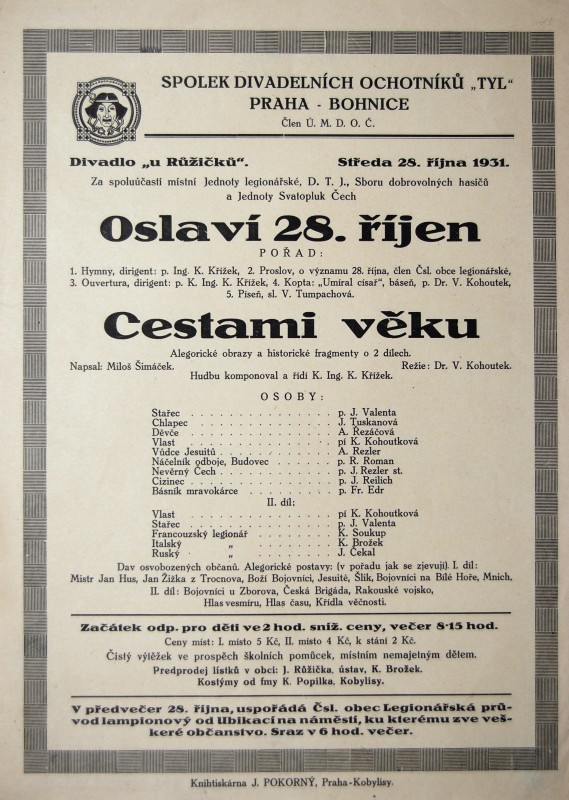 SPOLEK DIVADELNÍCH OCHOTNÍKŮ „TYL“
PRAHA - BOHNICE
Člen Ú. M. D. O. Č.
Divadlo „u Růžičků“. Středa 28. října 1931.
Za spoluúčasti místní Jednoty legionářské, D. T. J., Sboru dobrovolných hasičů
a Jednoty Svatopluk Čech
Oslaví 28. říjen
POŘAD:
1. Hymny, dirigent: p. Ing. K. Křížek, 2. Proslov, o významu 28. října, člen Čsl. obce legionářské,
3. Ouvertura, dirigent: p. K. Ing. K. Křížek, 4. Kopta: „Umíral císař“, báseň, p. Dr. V. Kohoutek,
5. Píseň, sl. V. Tumpachová.
Cestami věku
Alegorické obrazy a historické fragmenty o 2 dílech.
Napsal: Miloš Šimáček. Režie: Dr. V. Kohoutek.
Hudbu komponoval a řídí K. Ing. K. Křížek.
OSOBY:
Stařec . . . . . . . . . . . . p. J. Valenta
Chlapec . . . . . . . . . . . . J. Tuskanová
Děvče . . . . . . . . . . . . A. Řezáčová
Vlast . . . . . . . . . . . . pí K. Kohoutková
Vůdce Jesuitů . . . . . . . . . . A. Rezler
Náčelník odboje, Budovec . . . . . . p. R. Roman
Nevěrný Čech . . . . . . . . . . p. J. Rezler st.
Cizinec . . . . . . . . . . . . p. J. Reilich
Básník mravokárce . . . . . . . . p. Fr. Edr
II. díl:
Vlast . . . . . . . . . . . . pí K. Kohoutková
Stařec . . . . . . . . . . . . p. J. Valenta
Francouzský legionář . . . . . . . . K. Soukup
Italský „ . . . . . . . . K. Brožek
Ruský „ . . . . . . . . J. Čekal
Dav osvobozených občanů. Alegorické postavy: (v pořadu jak se zjevují). I. díl:
Mistr Jan Hus, Jan Žižka z Trocnova, Boží Bojovníci, Jesuité, Šlik, Bojovníci na Bílé Hoře, Mnich,
II. díl: Bojovníci u Zborova, Česká Brigáda, Rakouské vojsko,
Hlas vesmíru, Hlas času, Křídla věčnosti.
Začátek odp. pro děti ve 2 hod. sníž. ceny, večer 8·15 hod.
Ceny míst: I. místo 5 Kč, II. místo 4 Kč, k stání 2 Kč.
Čistý výtěžek ve prospěch školních pomůcek, místním nemajetným dětem.
Predprodej lístků v obci: J. Růžička, ústav, K. Brožek.
Kostýmy od fmy K. Popilka, Kobylisy.
V předvečer 28. října, uspořádá Čsl. obec Legionářská prů-
vod lampionový od Ubikací na náměstí, ku kterému zve veš-
keré občanstvo. Sraz v 6 hod. večer.
Knihtiskárna J. POKORNÝ, Praha-Kobylisy.